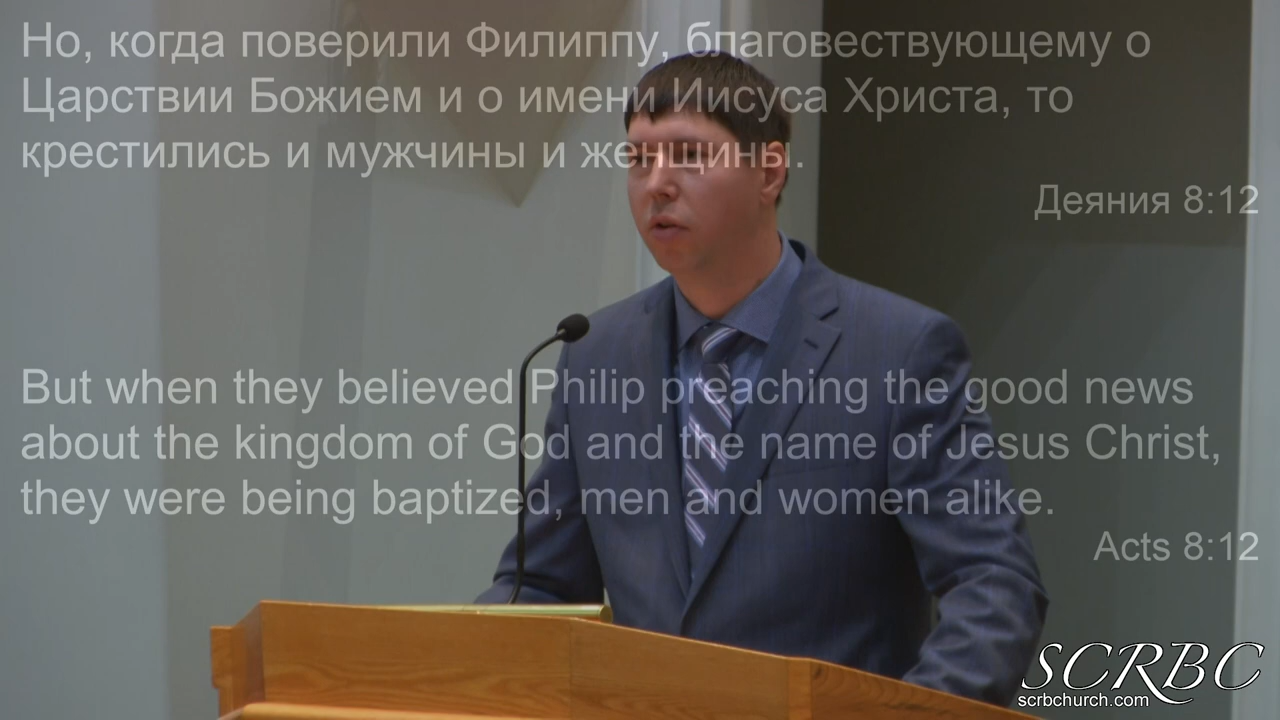 Но, когда поверили Филиппу, благовествующему о
Царствии Божием и о имени Иисуса Христа, то
крестились и мужчины и женщины.
Деяния 8:12
But when they believed Philip preaching the good news
about the kingdom of God and the name of Jesus Christ,
they were being baptized, men and women alike.
Acts 8:12
SCRBC
scrbchurch.com